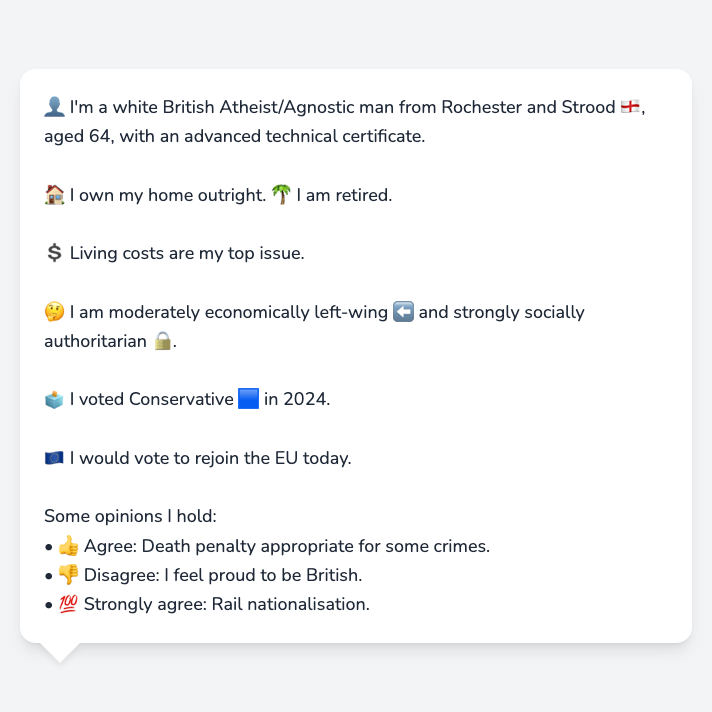 👤 I'm a white British Atheist/Agnostic man from Rochester and Strood 🏴󠁧󠁢󠁥󠁮󠁧󠁿,
aged 64, with an advanced technical certificate.
🏠 I own my home outright. 🌴 I am retired.
💲 Living costs are my top issue.
🤔 I am moderately economically left-wing ⬅️ and strongly socially
authoritarian 🔒.
🗳️ I voted Conservative 🟦 in 2024.
🇪🇺 I would vote to rejoin the EU today.
Some opinions I hold:
• 👍 Agree: Death penalty appropriate for some crimes.
• 👎 Disagree: I feel proud to be British.
• 💯 Strongly agree: Rail nationalisation.